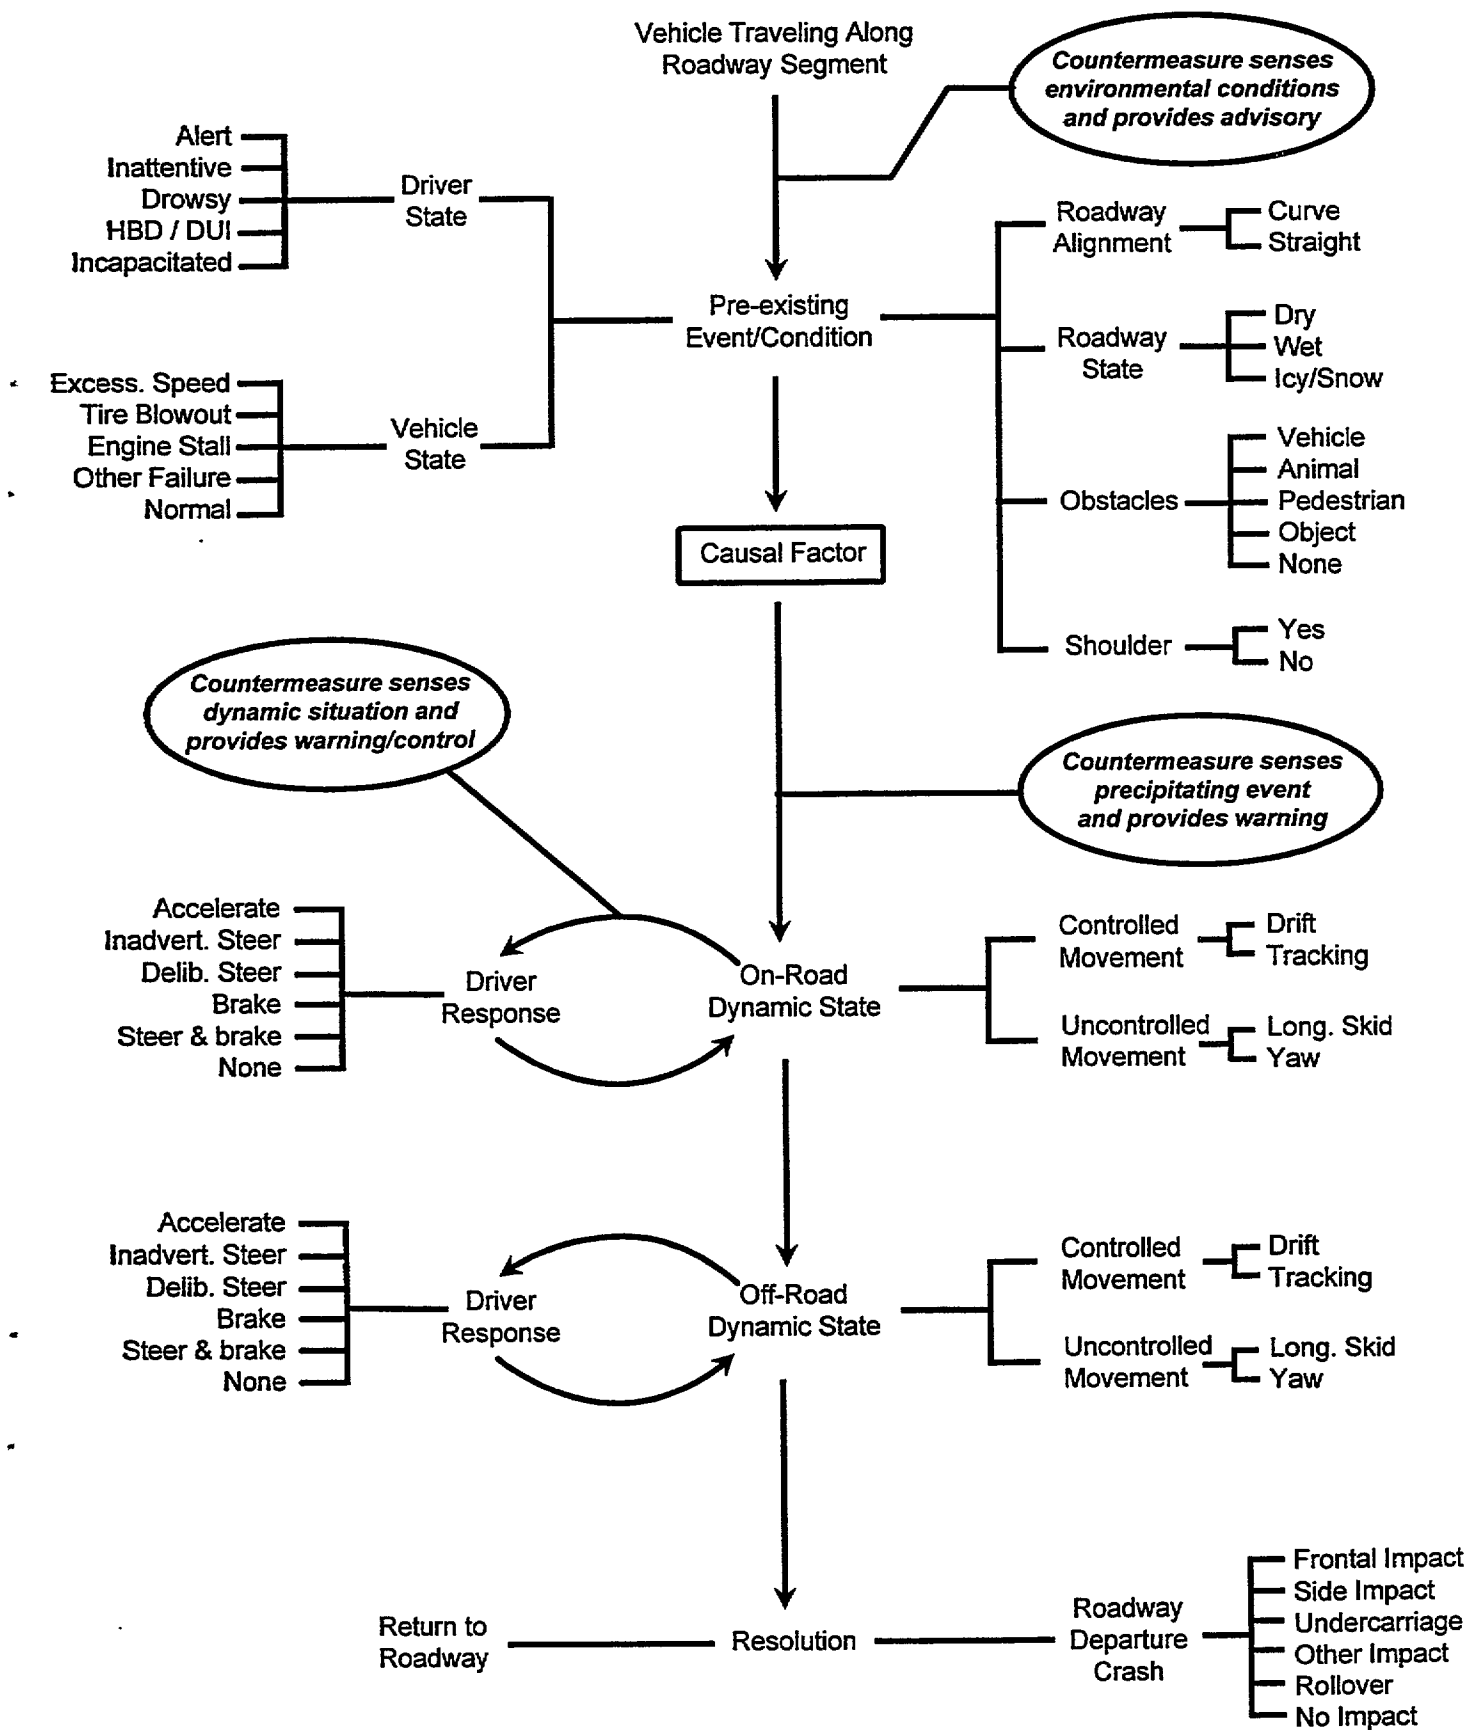 Vehicle Traveling Along
Roadway Segment
Countermeasure senses
environmental conditions
and provides advisory
Alert
Inattentive
Drowsy
HBD / DUI
Incapacitated
Driver
State
Roadway
Alignment
Curve
Straight
Pre-existing
Event/Condition
Roadway
State
Dry
Wet
Icy/Snow
Excess. Speed
Tire Blowout
Engine Stall
Other Failure
Normal
Vehicle
State
Obstacles
Vehicle
Animal
Pedestrian
Object
None
Causal Factor
Shoulder
Yes
No
Countermeasure senses
dynamic situation and
provides warning/control
Countermeasure senses
precipitating event
and provides warning
Accelerate
Inadvert. Steer
Delib. Steer
Brake
Steer & brake
None
Driver
Response
On-Road
Dynamic State
Controlled
Movement
Drift
Tracking
Uncontrolled
Movement
Long. Skid
Yaw
Accelerate
Inadvert. Steer
Delib. Steer
Brake
Steer & brake
None
Driver
Response
Off-Road
Dynamic State
Controlled
Movement
Drift
Tracking
Uncontrolled
Movement
Long. Skid
Yaw
Return to
Roadway
Resolution
Roadway
Departure
Crash
Frontal Impact
Side Impact
Undercarriage
Other Impact
Rollover
No Impact